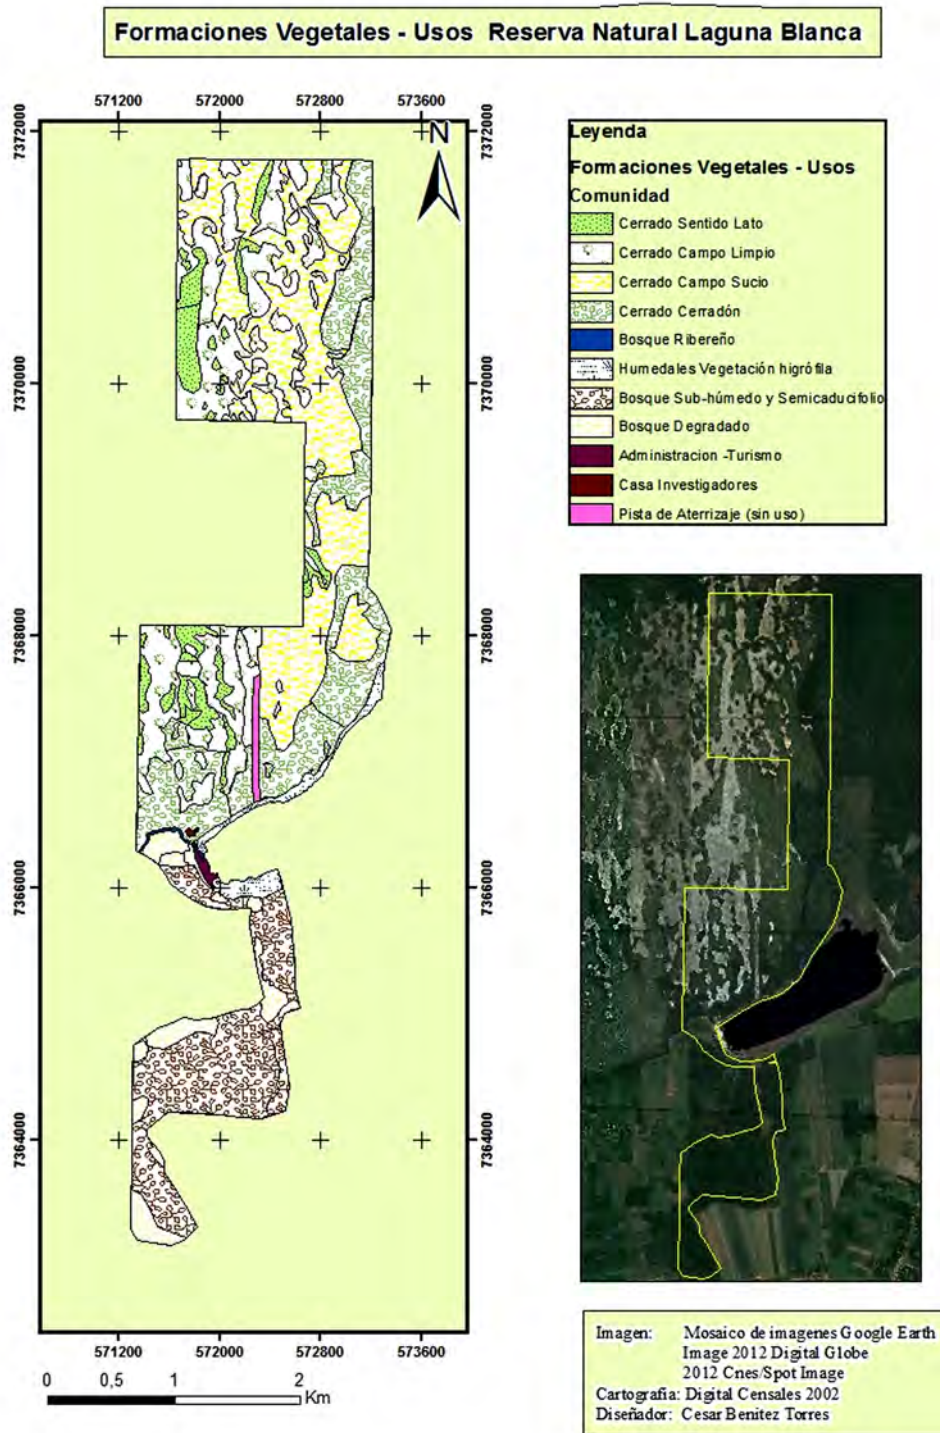 Formaciones Vegetales - Usos Reserva Natural Laguna Blanca
571200 572000 572800 573600
7372000 7372000
N
7370000 7370000
7368000 7368000
7366000 7366000
7364000 7364000
571200 572000 572800 573600
0 0,5 1 2
Km
Leyenda
Formaciones Vegetales - Usos
Comunidad
Cerrado Sentido Lato
Cerrado Campo Limpio
Cerrado Campo Sucio
Cerrado Cerradón
Bosque Ribereño
Humedales Vegetación higrófila
Bosque Sub-húmedo y Semicaducifolio
Bosque Degradado
Administracion -Turismo
Casa Investigadores
Pista de Aterrizaje (sin uso)
Imagen: Mosaico de imagenes Google Earth
Image 2012 Digital Globe
2012 Cnes/Spot Image
Cartografia: Digital Censales 2002
Diseñador: Cesar Benitez Torres